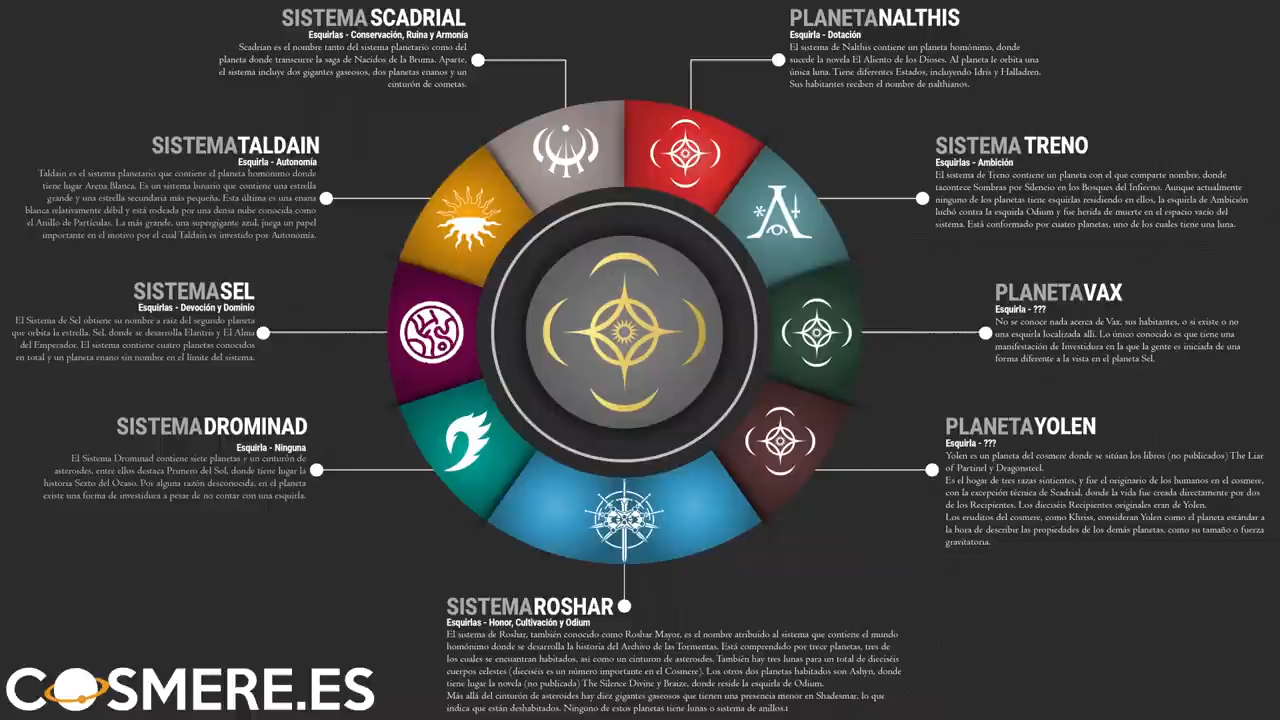 SISTEMA SCADRIAL
Esquirlas - Conservación, Ruina y Armonía
Scadrian es el nombre tanto del sistema planetario como del
planeta donde transcurre la saga de Nacidos de la Bruma. Aparte,
el sistema incluye dos gigantes gaseosos, dos planetas enanos y un
cinturón de cometas.
PLANETA NALTHIS
Esquirla - Dotación
El sistema de Nalthis contiene un planeta homónimo, donde
sucede la novela El Aliento de los Dioses. Al planeta le orbita una
única luna. Tiene diferentes Estados, incluyendo Idris y Halladren.
Sus habitantes reciben el nombre de nalthianos.
SISTEMA TALDAIN
Esquirla - Autonomía
Taldain es el sistema planetario que contiene el planeta homónimo donde
tiene lugar Arena Blanca. Es un sistema binario que contiene una estrella
grande y una estrella secundaria más pequeña. Esta última es una enana
blanca relativamente débil y está rodeada por una densa nube conocida como
el Anillo de Partículas. La más grande, una supergigante azul, juega un papel
importante en el motivo por el cual Taldain es investido por Autonomía.
SISTEMA TRENO
Esquirlas - Ambición
El sistema de Treno contiene un planeta con el que comparte nombre, donde
tacontece Sombras por Silencio en los Bosques del Infierno. Aunque actualmente
ninguno de los planetas tiene esquirlas residiendo en ellos, la esquirla de Ambición
luchó contra la esquirla Odium y fue herida de muerte en el espacio vacío del
sistema. Está conformado por cuatro planetas, uno de los cuales tiene una luna.
SISTEMA SEL
Esquirlas - Devoción y Dominio
El Sistema de Sel obtiene su nombre a raíz del segundo planeta
que orbita la estrella, Sel, donde se desarrolla Elantris y El Alma
del Emperador. El sistema contiene cuatro planetas conocidos
en total y un planeta enano sin nombre en el límite del sistema.
PLANETA VAX
Esquirla - ???
No se conoce nada acerca de Vax, sus habitantes, o si existe o no
una esquirla localizada allí. Lo único conocido es que tiene una
manifestación de Investidura en la que la gente es iniciada de una
forma diferente a la vista en el planeta Sel.
SISTEMA DROMINAD
Esquirla - Ninguna
El Sistema Drominad contiene siete planetas y un cinturón de
asteroides, entre ellos destaca Primero del Sol, donde tiene lugar la
historia Sexto del Ocaso. Por alguna razón desconocida, en el planeta
existe una forma de investidura a pesar de no contar con una esquirla.
PLANETA YOLEN
Esquirla - ???
Yolen es un planeta del cosmere donde se sitúan los libros (no publicados) The Liar
of Partinel y Dragonsteel.
Es el hogar de tres razas sintientes, y fue el originario de los humanos en el cosmere,
con la excepción técnica de Scadrial, donde la vida fue creada directamente por dos
de los Recipientes. Los dieciséis Recipientes originales eran de Yolen.
Los eruditos del cosmere, como Khriss, consideran Yolen como el planeta estándar a
la hora de describir las propiedades de los demás planetas, como su tamaño o fuerza
gravitatoria.
SISTEMA ROSHAR
Esquirlas - Honor, Cultivación y Odium
El sistema de Roshar, también conocido como Roshar Mayor, es el nombre atribuido al sistema que contiene el mundo
homónimo donde se desarrolla la historia del Archivo de las Tormentas. Está comprendido por trece planetas, tres de
los cuales se encuentran habitados, así como un cinturon de asteroides. También hay tres lunas para un total de dieciséis
cuerpos celestes (dieciséis es un número importante en el Cosmere). Los otros dos planetas habitados son Ashyn, donde
tiene lugar la novela (no publicada) The Silence Divine y Braize, donde reside la esquirla de Odium.
Más allá del cinturón de asteroides hay diez gigantes gaseosos que tienen una presencia menor en Shadesmar, lo que
indica que están deshabitados. Ninguno de estos planetas tiene lunas o sistema de anillos.t
COSMERE.ES